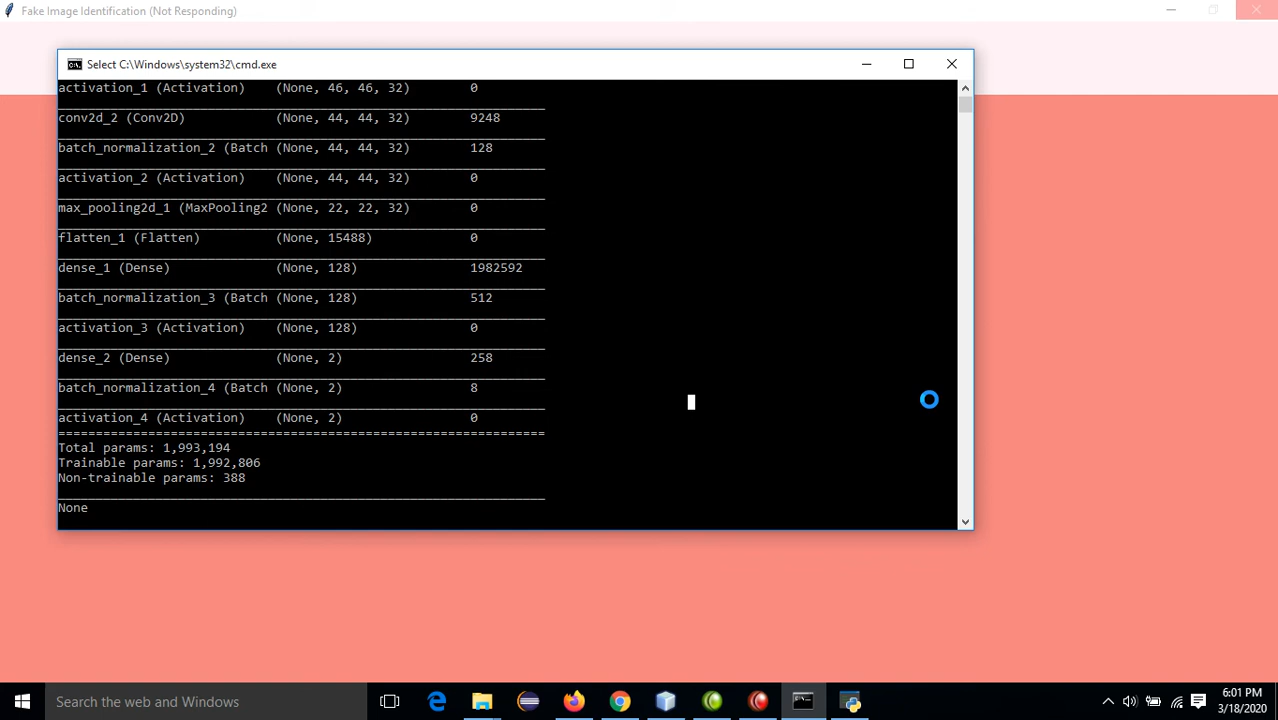 Fake Image Identification (Not Responding)
Select C:\Windows\system32\cmd.exe
activation_1 (Activation) (None, 46, 46, 32) 0
conv2d_2 (Conv2D) (None, 44, 44, 32) 9248
batch_normalization_2 (Batch (None, 44, 44, 32) 128
activation_2 (Activation) (None, 44, 44, 32) 0
max_pooling2d_1 (MaxPooling2 (None, 22, 22, 32) 0
flatten_1 (Flatten) (None, 15488) 0
dense_1 (Dense) (None, 128) 1982592
batch_normalization_3 (Batch (None, 128) 512
activation_3 (Activation) (None, 128) 0
dense_2 (Dense) (None, 2) 258
batch_normalization_4 (Batch (None, 2) 8
activation_4 (Activation) (None, 2) 0
=================================================================
Total params: 1,993,194
Trainable params: 1,992,806
Non-trainable params: 388
None
Search the web and Windows
6:01 PM
3/18/2020